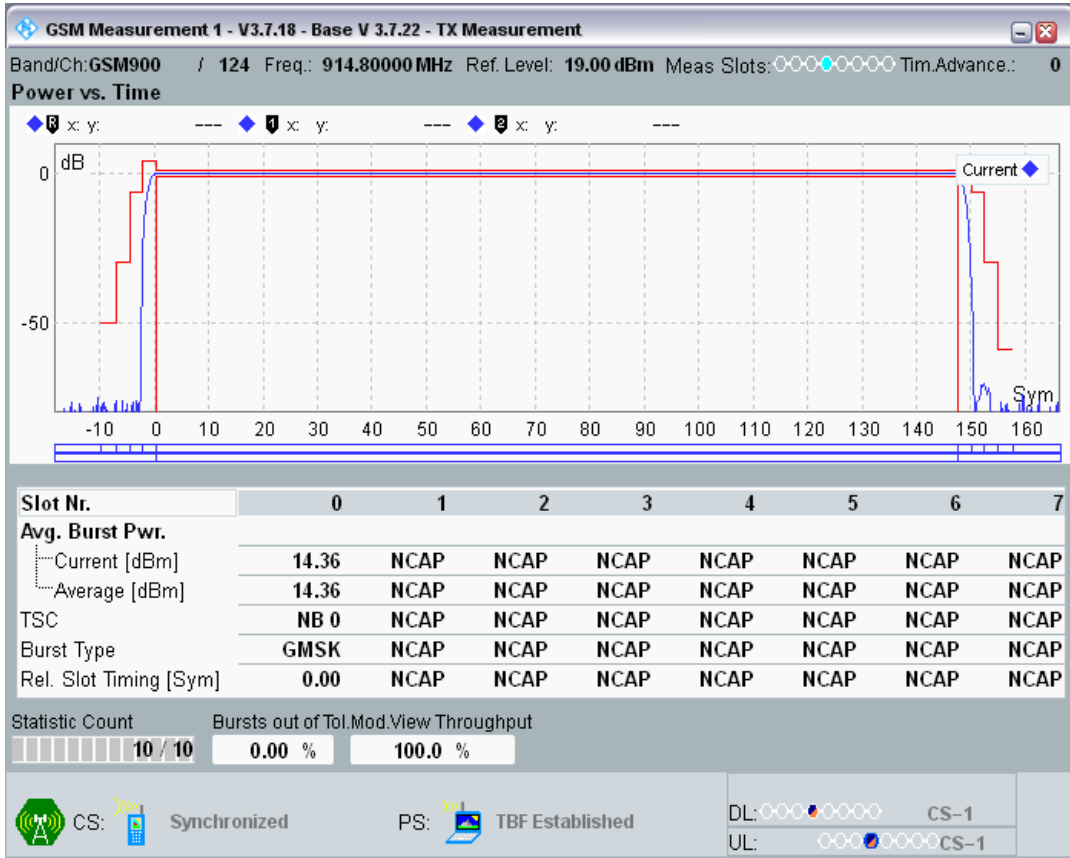 GSM Measurement 1 - V3.7.18 - Base V 3.7.22 - TX Measurement
Band/Ch:GSM900 / 124 Freq.: 914.80000 MHz Ref. Level: 19.00 dBm Meas Slots: Tim.Advance.: 0
Power vs. Time
R x: y: --- 1 x: y: --- 2 x: y: ---
dB
Current
0
-50
Sym
-10 0 10 20 30 40 50 60 70 80 90 100 110 120 130 140 150 160
Slot Nr. 0 1 2 3 4 5 6 7
Avg. Burst Pwr.
Current [dBm] 14.36 NCAP NCAP NCAP NCAP NCAP NCAP NCAP
Average [dBm] 14.36 NCAP NCAP NCAP NCAP NCAP NCAP NCAP
TSC NB 0 NCAP NCAP NCAP NCAP NCAP NCAP NCAP
Burst Type GMSK NCAP NCAP NCAP NCAP NCAP NCAP NCAP
Rel. Slot Timing [Sym] 0.00 NCAP NCAP NCAP NCAP NCAP NCAP NCAP
Statistic Count Bursts out of Tol.Mod.View Throughput
10 / 10 0.00 % 100.0 %
CS: Synchronized PS: TBF Established DL: CS-1
UL: CS-1